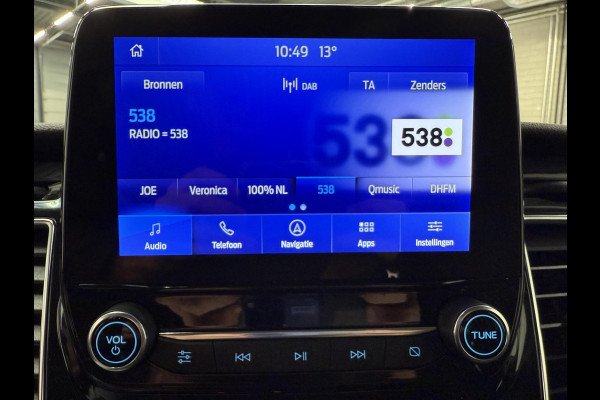 10:49 13°
Bronnen DAB TA Zenders
538
RADIO = 538
538
538
JOE Veronica 100% NL 538 Qmusic DHFM
Audio Telefoon Navigatie Apps Instellingen
VOL TUNE